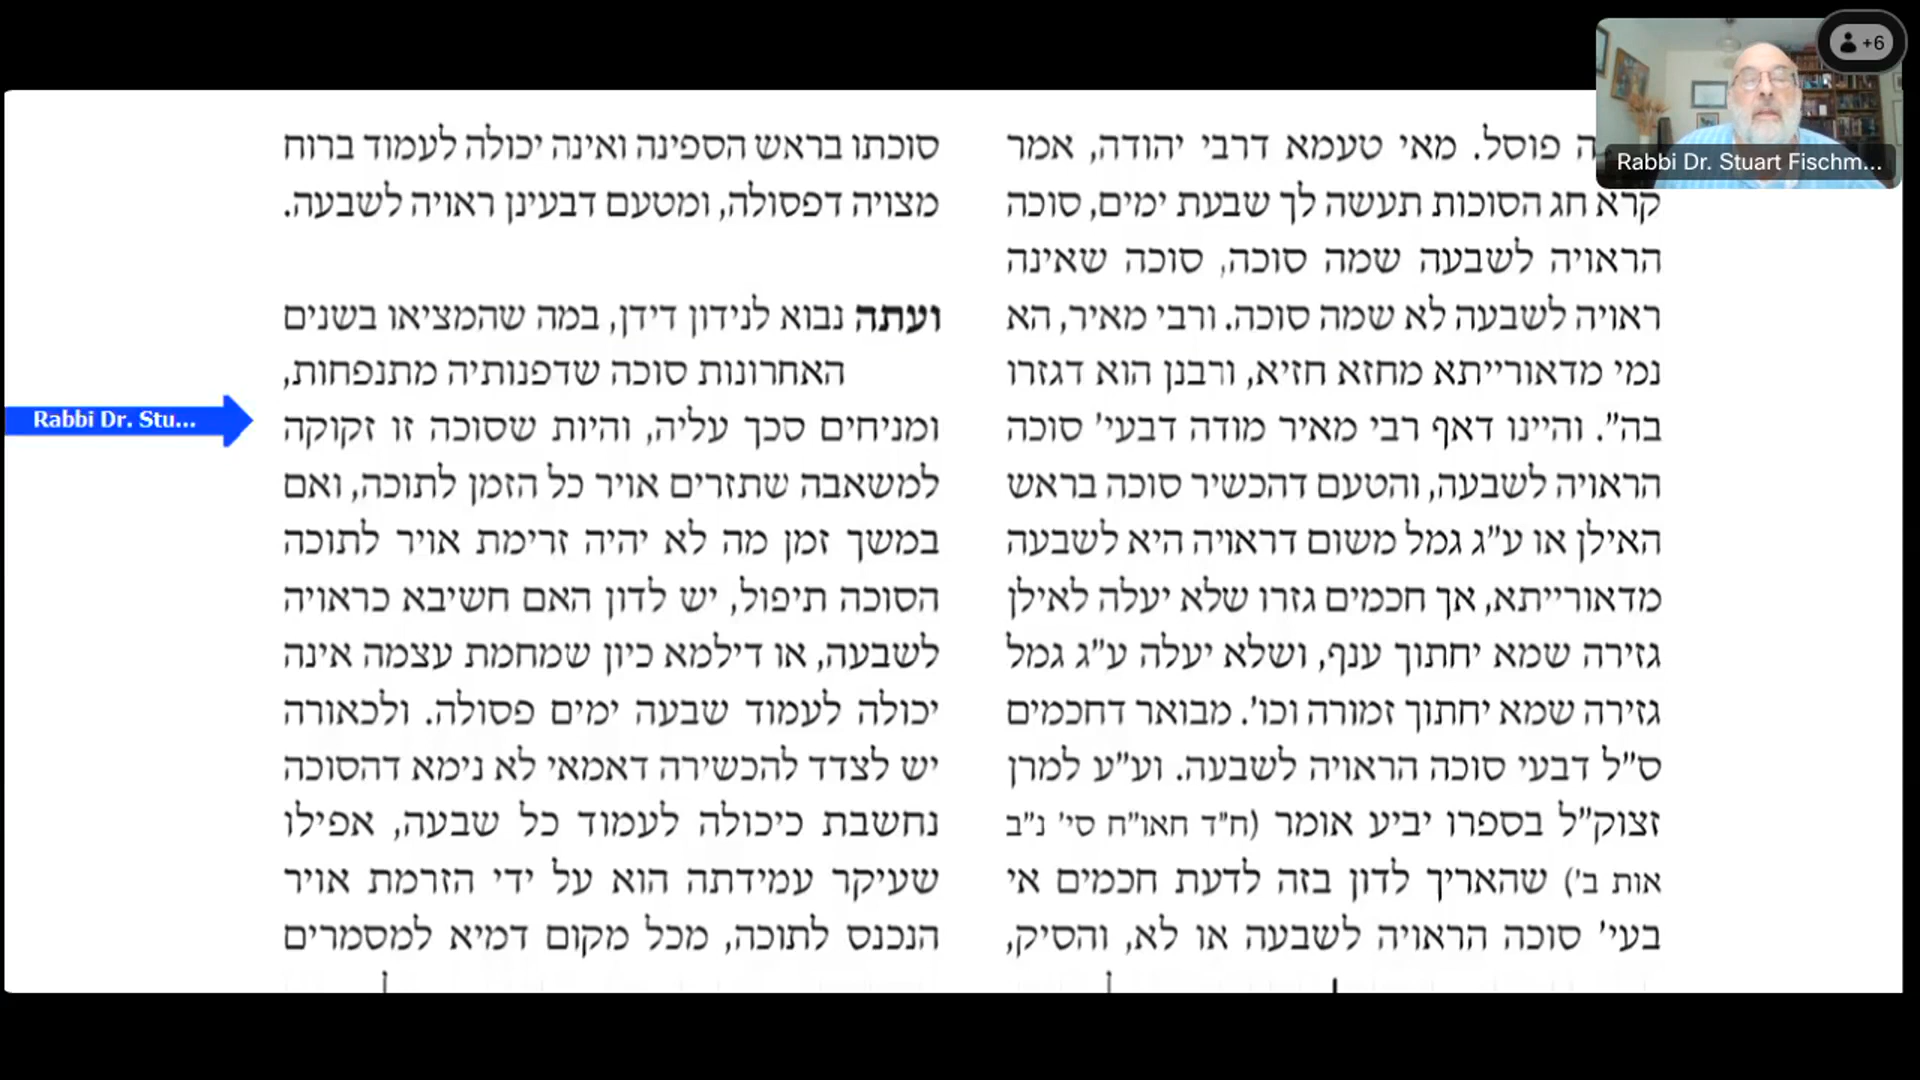 +6
Rabbi Dr. Stuart Fischm...
Rabbi Dr. Stu...
פוסל. מאי טעמא דרבי יהודה, אמר
קרא חג הסוכות תעשה לך שבעת ימים, סוכה
הראויה לשבעה שמה סוכה, סוכה שאינה
ראויה לשבעה לא שמה סוכה. ורבי מאיר, הא
נמי מדאורייתא מחזא חזיא, ורבנן הוא דגזרו
בה". והיינו דאף רבי מאיר מודה דבעי' סוכה
הראויה לשבעה, והטעם דהכשיר סוכה בראש
האילן או ע"ג גמל משום דראויה היא לשבעה
מדאורייתא, אך חכמים גזרו שלא יעלה לאילן
גזירה שמא יחתוך ענף, ושלא יעלה ע"ג גמל
גזירה שמא יחתוך זמורה וכו'. מבואר דחכמים
ס"ל דבעי סוכה הראויה לשבעה. וע"ע למרן
זצוק"ל בספרו יביע אומר (ח"ד חאו"ח סי' נ"ב
אות ב') שהאריך לדון בזה לדעת חכמים אי
בעי' סוכה הראויה לשבעה או לא, והסיק,
סוכתו בראש הספינה ואינה יכולה לעמוד ברוח
מצויה דפסולה, ומטעם דבעינן ראויה לשבעה.
ועתה נבוא לנידון דידן, במה שהמציאו בשנים
האחרונות סוכה שדפנותיה מתנפחות,
ומניחים סכך עליה, והיות שסוכה זו זקוקה
למשאבה שתזרים אויר כל הזמן לתוכה, ואם
במשך זמן מה לא יהיה זרימת אויר לתוכה
הסוכה תיפול, יש לדון האם חשיבא כראויה
לשבעה, או דילמא כיון שמחמת עצמה אינה
יכולה לעמוד שבעה ימים פסולה. ולכאורה
יש לצדד להכשירה דאמאי לא נימא דהסוכה
נחשבת כיכולה לעמוד כל שבעה, אפילו
שעיקר עמידתה הוא על ידי הזרמת אויר
הנכנס לתוכה, מכל מקום דמיא למסמרים